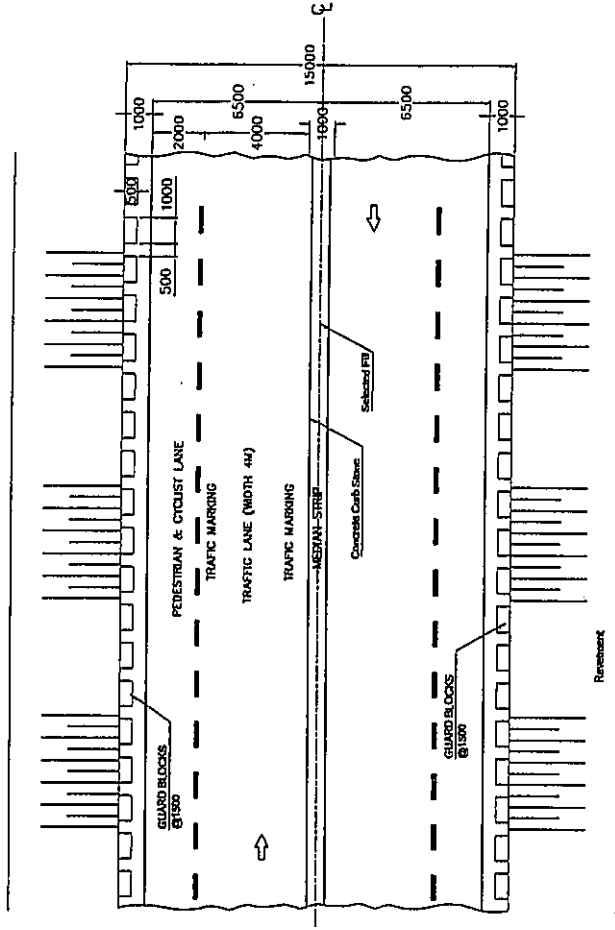 CL
15000
1000
6500
1000
6500
1000
2000
4000
500
1000
500
PEDESTRIAN & CYCLIST LANE
TRAFIC MARKING
TRAFFIC LANE (WIDTH 4M)
TRAFIC MARKING
MEDIAN STRIP
Concrete Curb Stone
Selected Fill
GUARD BLOCKS
@1500
GUARD BLOCKS
@1500
Revetment